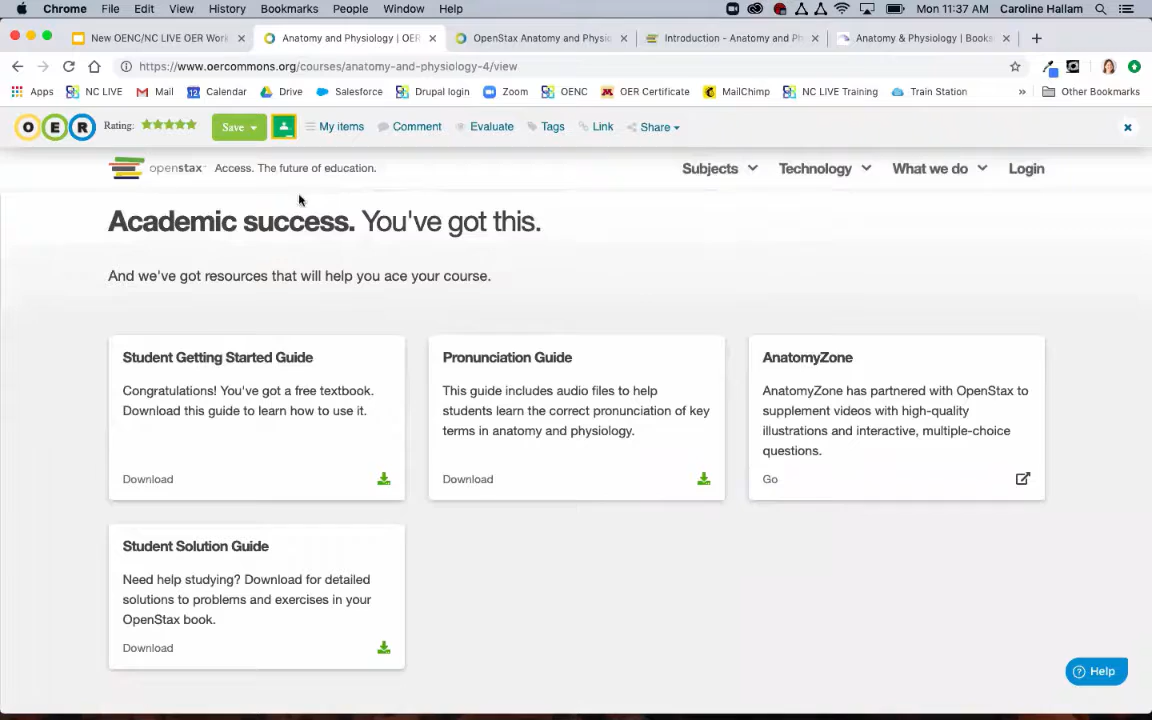 Chrome File Edit View History Bookmarks People Window Help Mon 11:37 AM Caroline Hallam
New OENC/NC LIVE OER Work Anatomy and Physiology | OER OpenStax Anatomy and Physic Introduction - Anatomy and Ph Anatomy & Physiology | Books
https://www.oercommons.org/courses/anatomy-and-physiology-4/view
Apps NC LIVE Mail 12 Calendar Drive Salesforce Drupal login Zoom OENC OER Certificate MailChimp NC LIVE Training Train Station » Other Bookmarks
OER Rating: Save My items Comment Evaluate Tags Link Share
openstax Access. The future of education. Subjects Technology What we do Login
Academic success. You've got this.
And we've got resources that will help you ace your course.
Student Getting Started Guide
Congratulations! You've got a free textbook.
Download this guide to learn how to use it.
Download
Pronunciation Guide
This guide includes audio files to help
students learn the correct pronunciation of key
terms in anatomy and physiology.
Download
AnatomyZone
AnatomyZone has partnered with OpenStax to
supplement videos with high-quality
illustrations and interactive, multiple-choice
questions.
Go
Student Solution Guide
Need help studying? Download for detailed
solutions to problems and exercises in your
OpenStax book.
Download
? Help